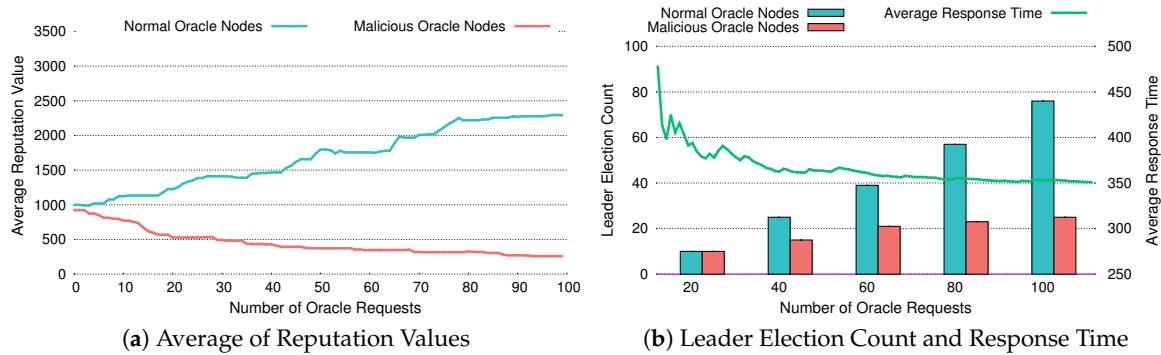 Normal Oracle Nodes
Malicious Oracle Nodes
3500
3000
2500
2000
1500
1000
500
0
Average Reputation Value
0 10 20 30 40 50 60 70 80 90 100
Number of Oracle Requests
(a) Average of Reputation Values
Normal Oracle Nodes
Malicious Oracle Nodes
Average Response Time
100
80
60
40
20
0
Leader Election Count
500
450
400
350
300
250
Average Response Time
20 40 60 80 100
Number of Oracle Requests
(b) Leader Election Count and Response Time